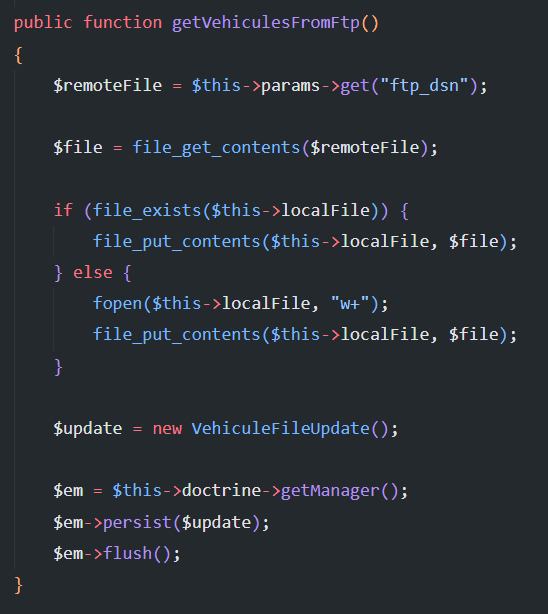 public function getVehiculesFromFtp()
{
$remoteFile = $this->params->get("ftp_dsn");
$file = file_get_contents($remoteFile);
if (file_exists($this->localFile)) {
file_put_contents($this->localFile, $file);
} else {
fopen($this->localFile, "w+");
file_put_contents($this->localFile, $file);
}
$update = new VehiculeFileUpdate();
$em = $this->doctrine->getManager();
$em->persist($update);
$em->flush();
}